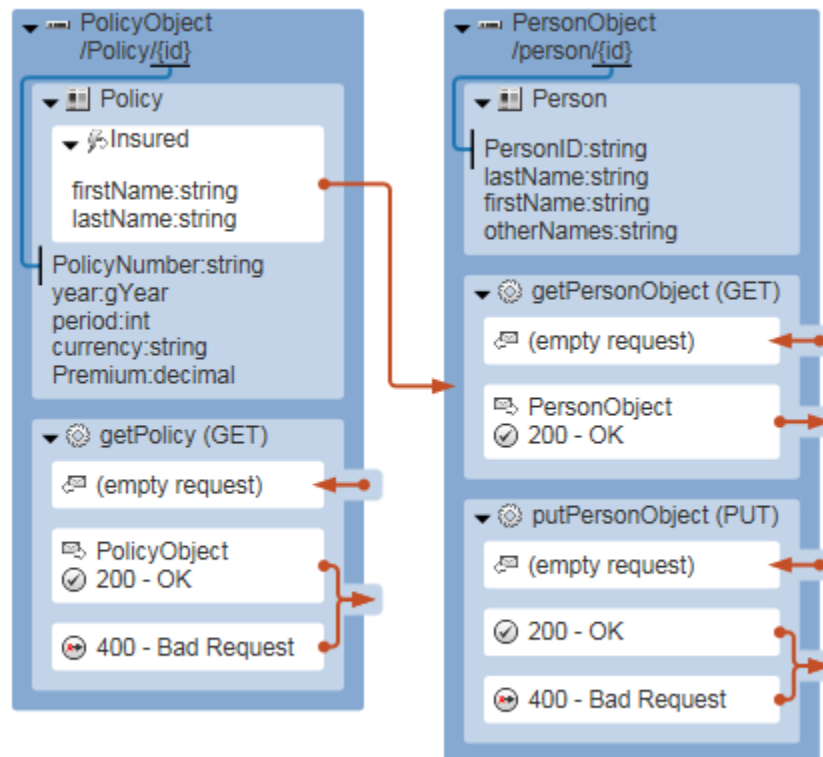 PolicyObject
/Policy/{id}
Policy
Insured
firstName:string
lastName:string
PolicyNumber:string
year:gYear
period:int
currency:string
Premium:decimal
getPolicy (GET)
(empty request)
PolicyObject
200 - OK
400 - Bad Request
PersonObject
/person/{id}
Person
PersonID:string
lastName:string
firstName:string
otherNames:string
getPersonObject (GET)
(empty request)
PersonObject
200 - OK
putPersonObject (PUT)
(empty request)
200 - OK
400 - Bad Request